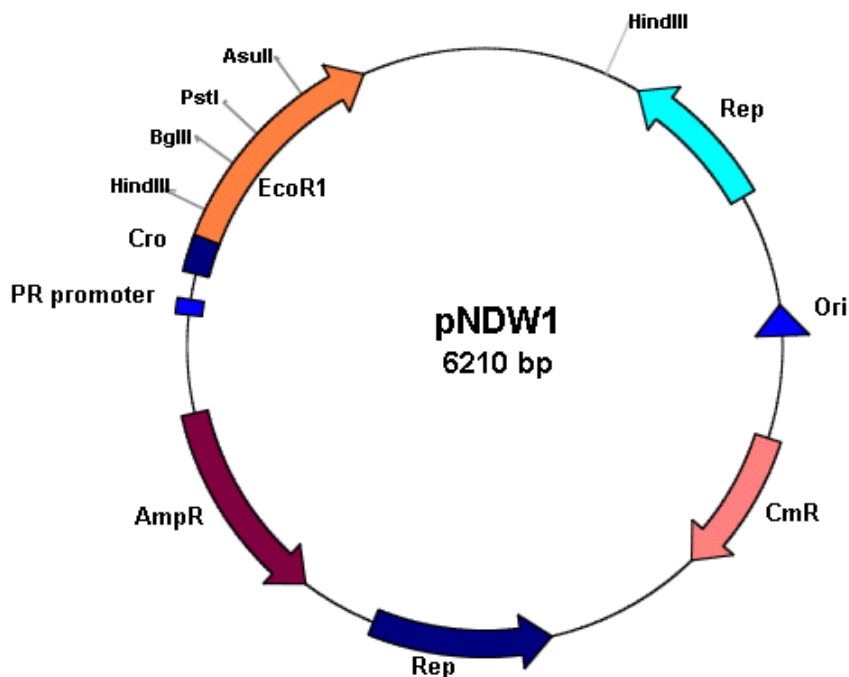 HindIII
AsuII
PstI
Rep
BglII
HindIII
EcoR1
Cro
PR promoter
Ori
pNDW1
6210 bp
AmpR
CmR
Rep